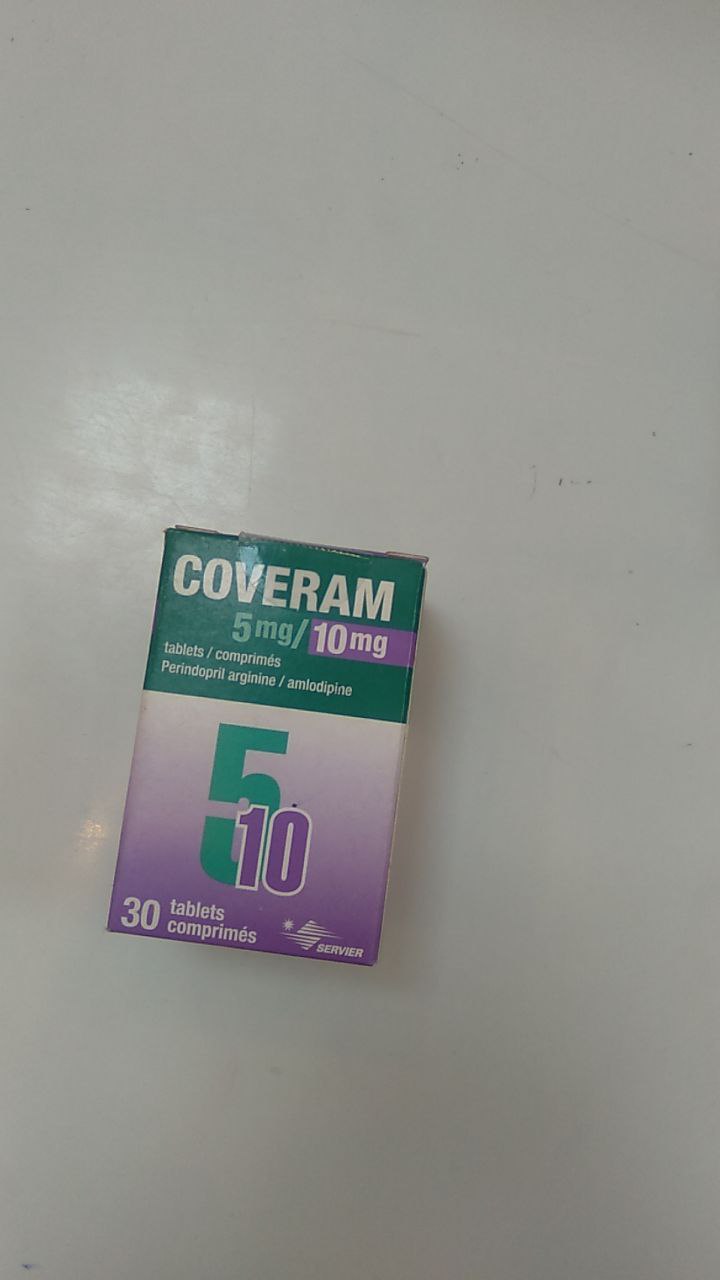 COVERAM
5mg/10mg
tablets / comprimés
Perindopril arginine / amlodipine
5
10
30 tablets
comprimés
SERVIER